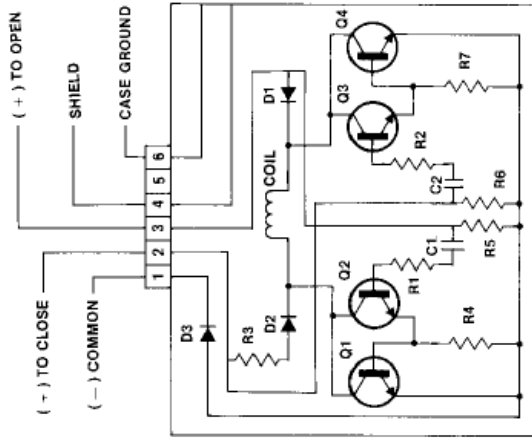 (+) TO OPEN
SHIELD
CASE GROUND
(+) TO CLOSE
(−) COMMON
1 2 3 4 5 6
D3
R3
D2
COIL
D1
Q1
Q2
Q3
Q4
R1
C1
C2
R2
R4
R5
R6
R7